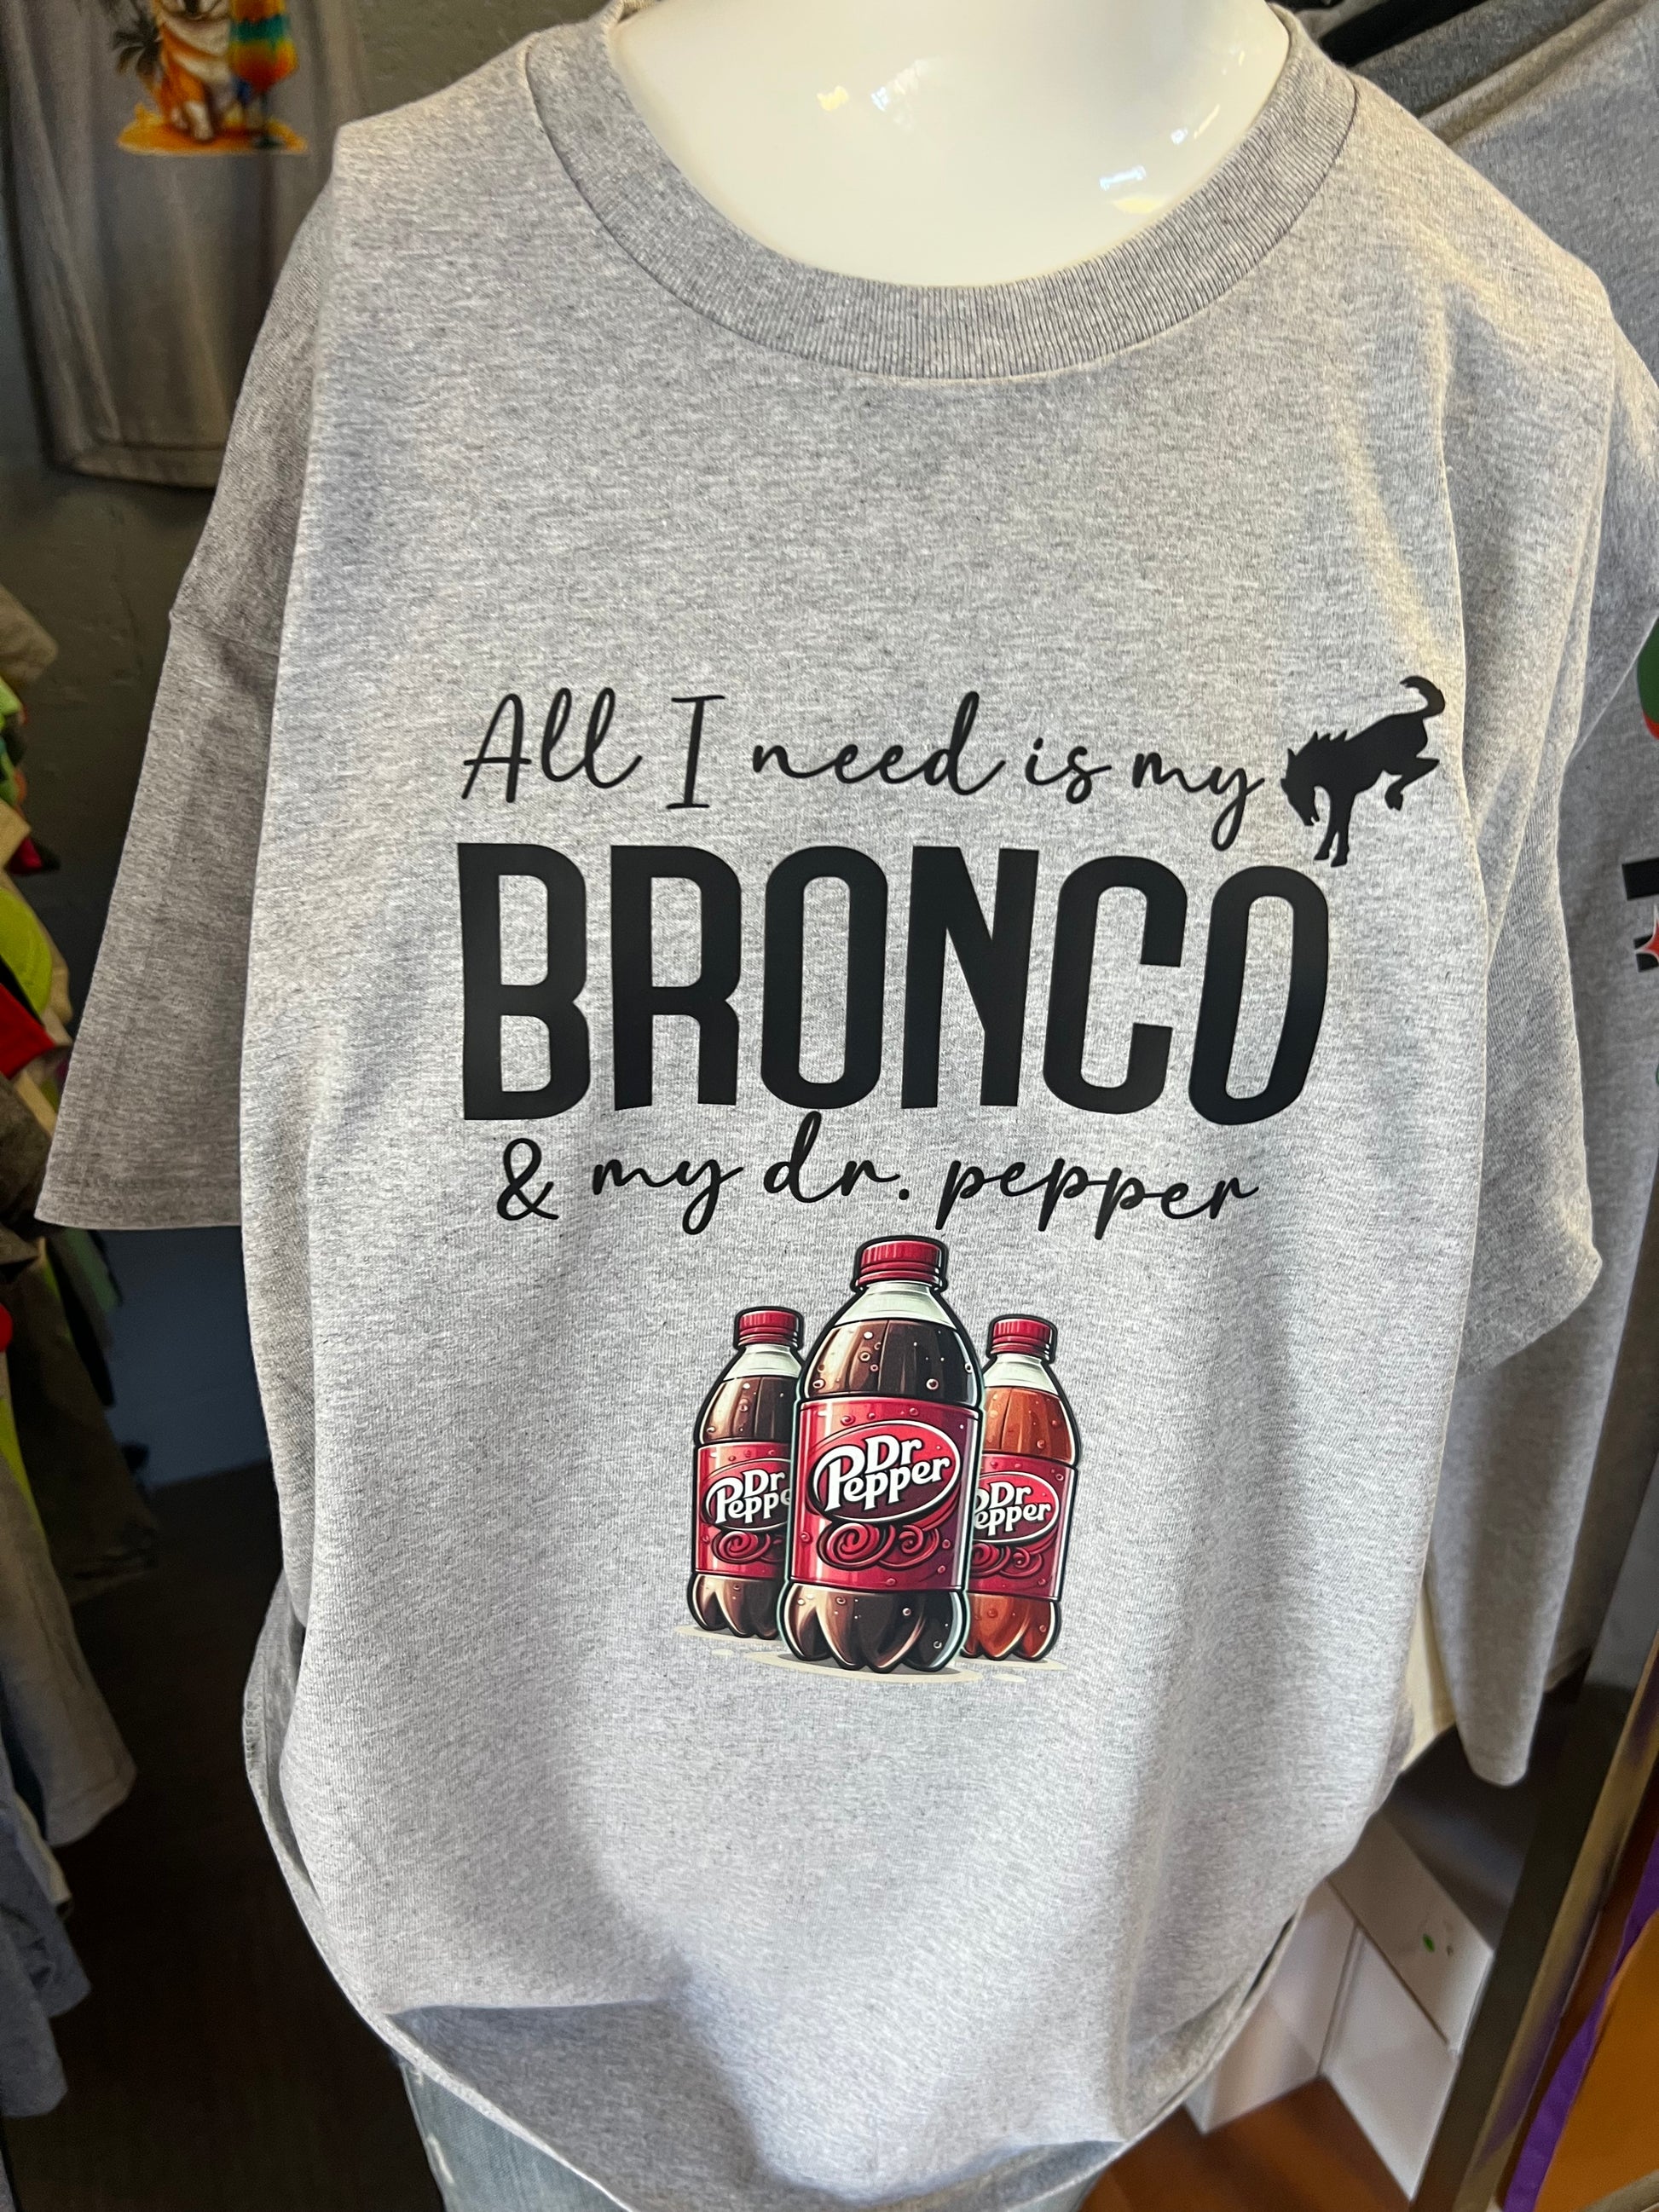 All I need is my
BRONCO
& my dr. pepper
Dr
Pepper
Dr
Pepper
Dr
Pepper